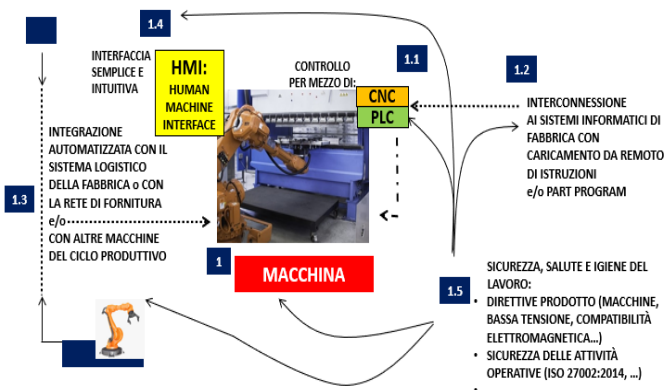 1.4
INTERFACCIA
SEMPLICE E
INTUITIVA
HMI:
HUMAN
MACHINE
INTERFACE
CONTROLLO
PER MEZZO DI:
1.1
CNC
PLC
1.2
INTERCONNESSIONE
AI SISTEMI INFORMATICI DI
FABBRICA CON
CARICAMENTO DA REMOTO
DI ISTRUZIONI
e/o PART PROGRAM
1.3
INTEGRAZIONE
AUTOMATIZZATA CON IL
SISTEMA LOGISTICO
DELLA FABBRICA o CON
LA RETE DI FORNITURA
e/o
CON ALTRE MACCHINE
DEL CICLO PRODUTTIVO
1
MACCHINA
1.5
SICUREZZA, SALUTE E IGIENE DEL
LAVORO:
• DIRETTIVE PRODOTTO (MACCHINE,
BASSA TENSIONE, COMPATIBILITÀ
ELETTROMAGNETICA...)
• SICUREZZA DELLE ATTIVITÀ
OPERATIVE (ISO 27002:2014, ...)